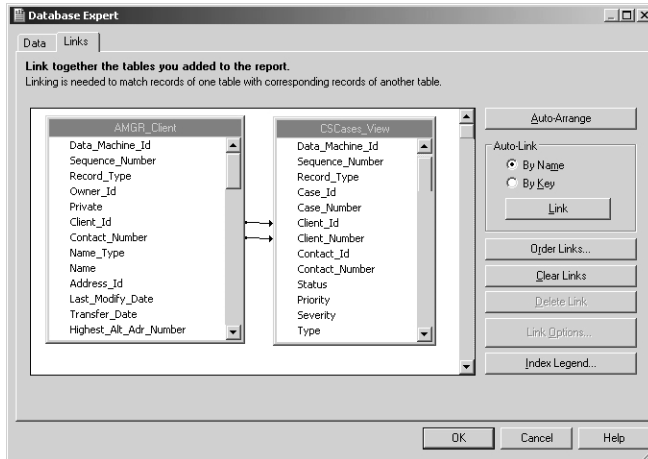 Database Expert
Data
Links
Link together the tables you added to the report.
Linking is needed to match records of one table with corresponding records of another table.
AMGR_Client
Data_Machine_Id
Sequence_Number
Record_Type
Owner_Id
Private
Client_Id
Contact_Number
Name_Type
Name
Address_Id
Last_Modify_Date
Transfer_Date
Highest_Alt_Adr_Number
CSCases_View
Data_Machine_Id
Sequence_Number
Record_Type
Case_Id
Case_Number
Client_Id
Client_Number
Contact_Id
Contact_Number
Status
Priority
Severity
Type
Auto-Arrange
Auto-Link
By Name
By Key
Link
Order Links...
Clear Links
Delete Link
Link Options...
Index Legend...
OK
Cancel
Help